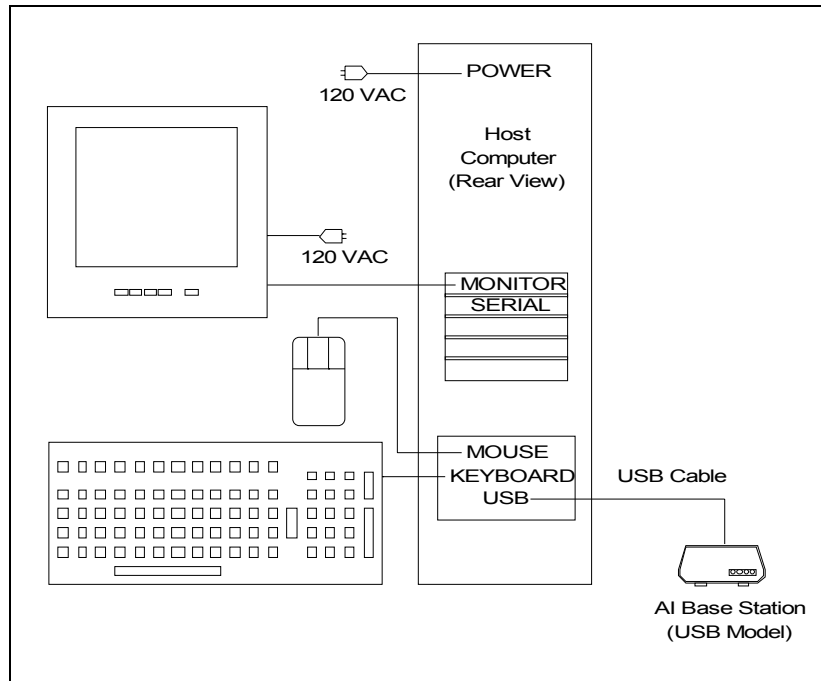 POWER
120 VAC
Host
Computer
(Rear View)
120 VAC
MONITOR
SERIAL
MOUSE
KEYBOARD
USB
USB Cable
AI Base Station
(USB Model)